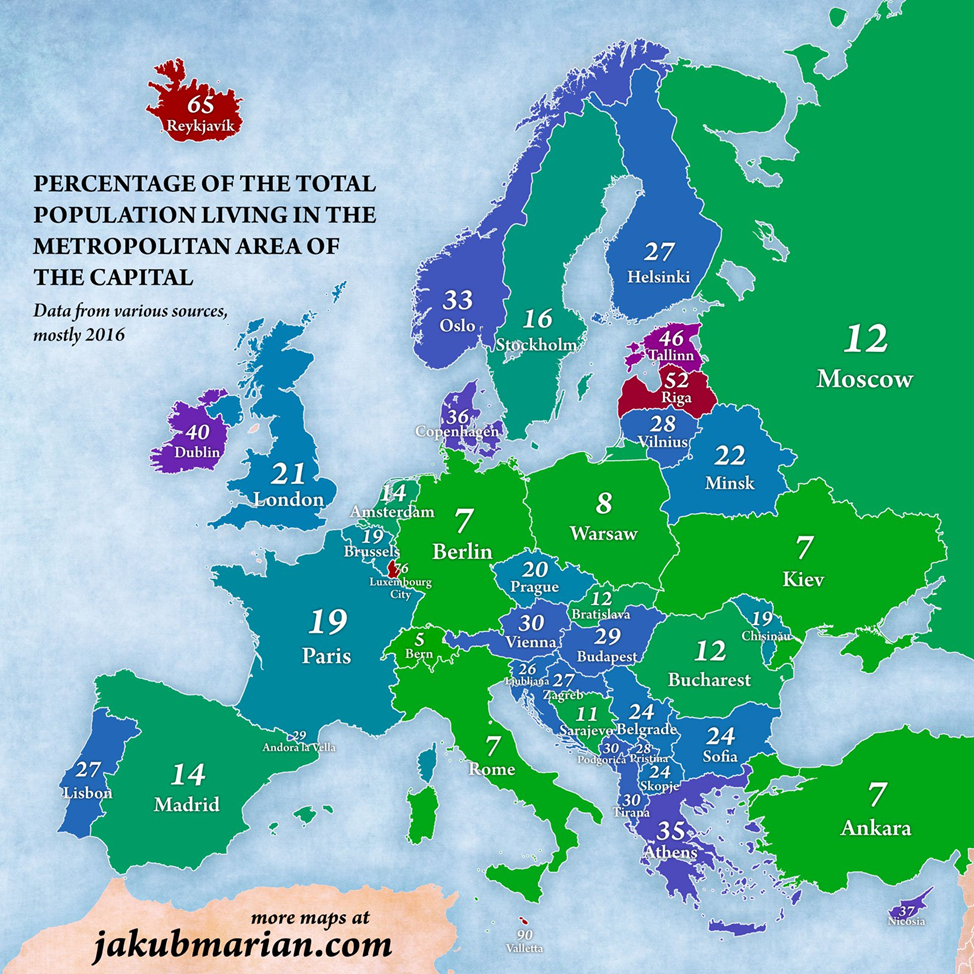 65
Reykjavík
PERCENTAGE OF THE TOTAL
POPULATION LIVING IN THE
METROPOLITAN AREA OF
THE CAPITAL
Data from various sources,
mostly 2016
33
Oslo
16
Stockholm
27
Helsinki
12
Moscow
46
Tallinn
52
Riga
28
Vilnius
22
Minsk
36
Copenhagen
40
Dublin
21
London
14
Amsterdam
19
Brussels
76
Luxembourg
City
7
Berlin
8
Warsaw
7
Kiev
20
Prague
12
Bratislava
30
Vienna
29
Budapest
19
Chișinău
19
Paris
5
Bern
26
Ljubljana
27
Zagreb
12
Bucharest
11
Sarajevo
24
Belgrade
24
Sofia
30
Podgorica
28
Pristina
24
Skopje
30
Tirana
35
Athens
7
Rome
29
Andorra la Vella
27
Lisbon
14
Madrid
7
Ankara
37
Nicosia
90
Valletta
more maps at
jakubmarian.com